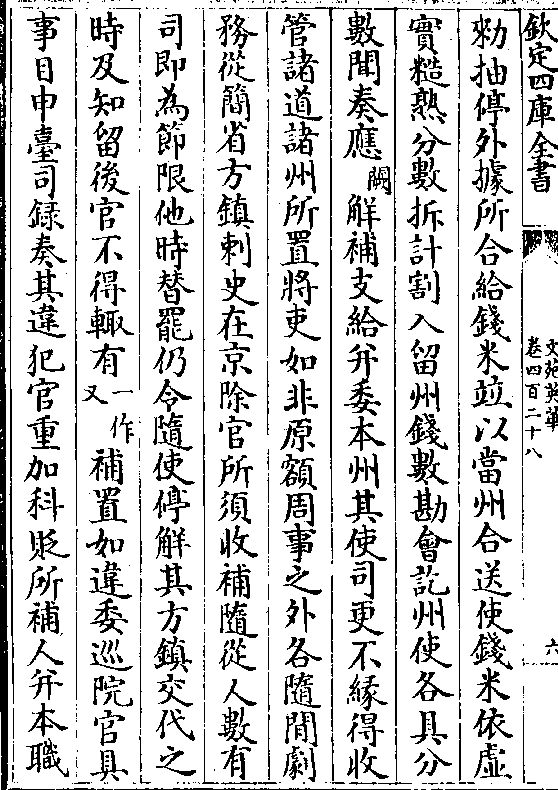 欽定四庫全書
文苑英華
卷四百二十八
六
勑抽停外據所合給錢米竝以當州合送使錢米依虛
實糙熟分數拆計割入留州錢數勘會訖州使各具分
數聞奏應闕解補支給并委本州其使司更不緣得收
管諸道諸州所置將吏如非原額周事之外各隨閒劇
務從簡省方鎮刺史在京除官所須收補隨從人數有
司即為節限他時替罷仍令隨使停解其方鎮交代之
時及知留後官不得輙有一作又補置如違委巡院官具
事目申臺司録奏其違犯官重加科貶所補人并本職